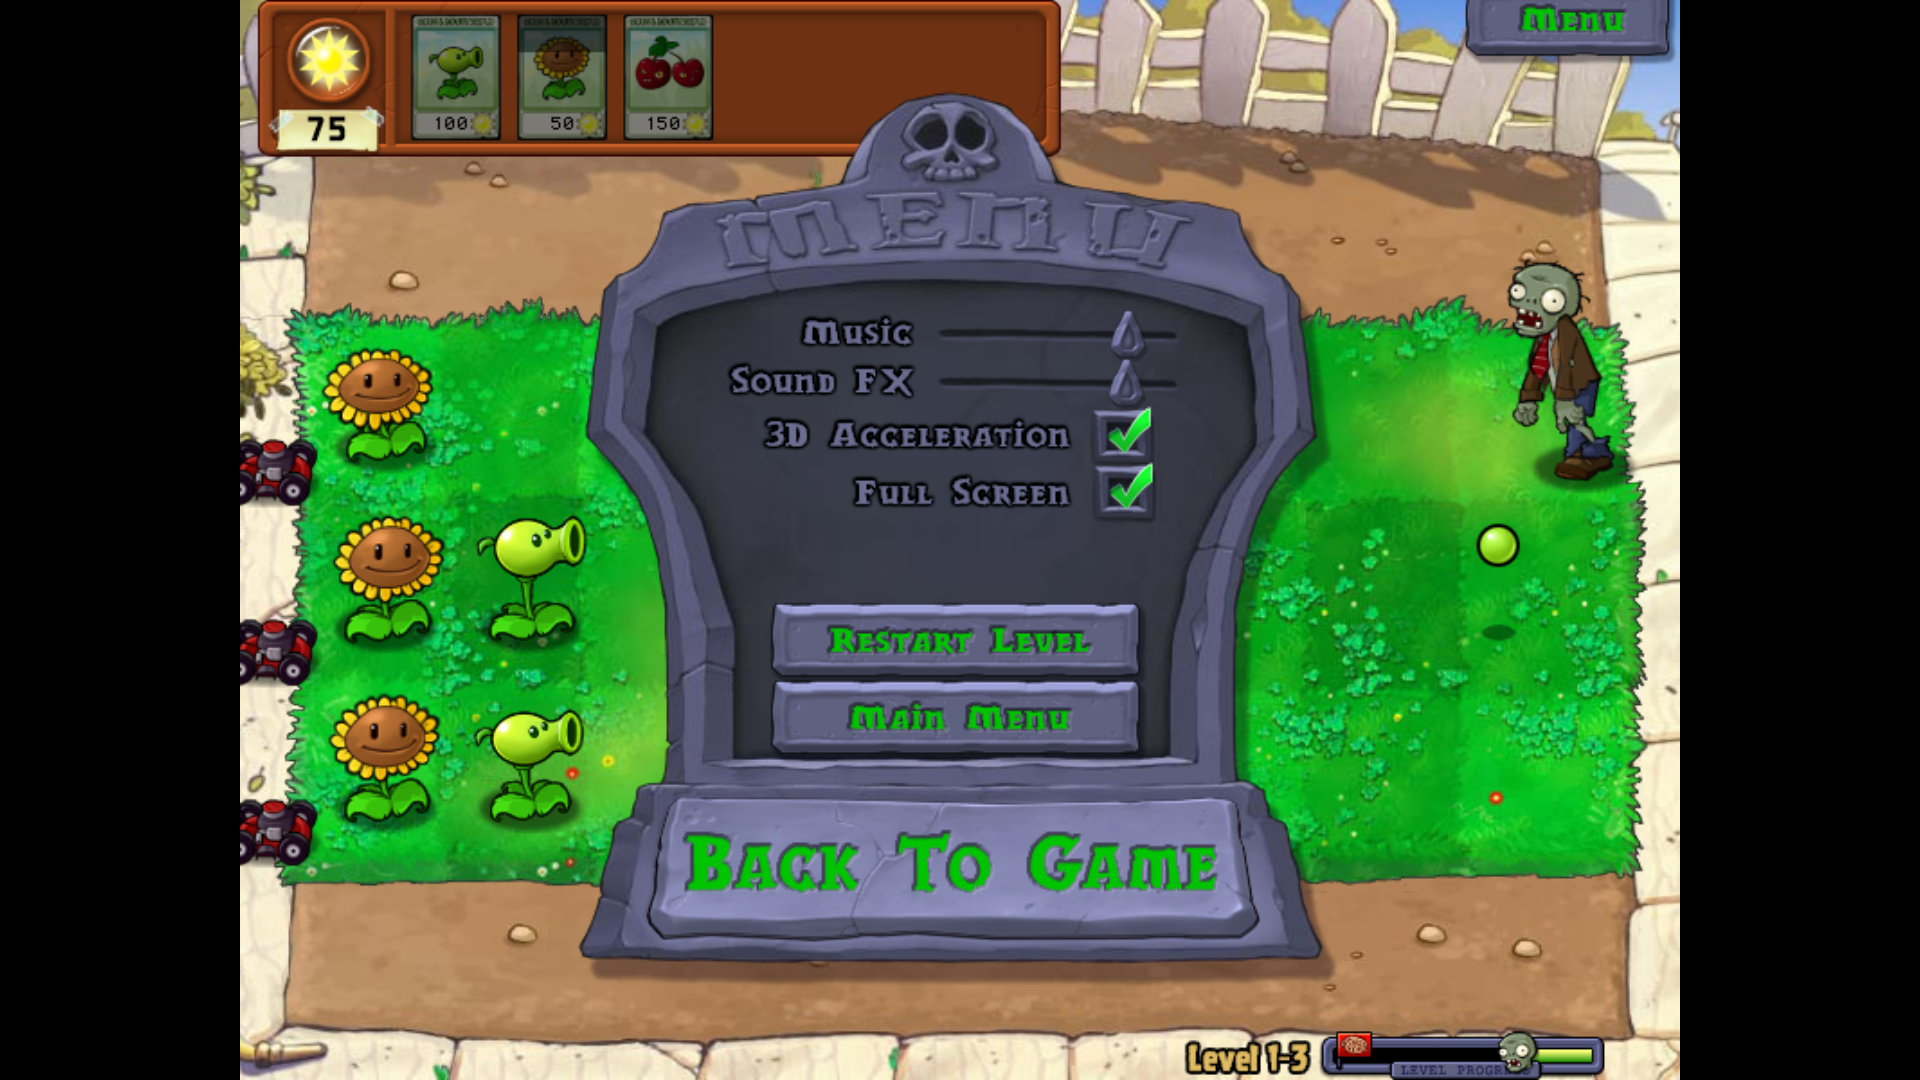 Menu
75
100
50
150
MENU
Music
Sound FX
3D Acceleration
Full Screen
Restart Level
Main Menu
Back To Game
Level 1-3